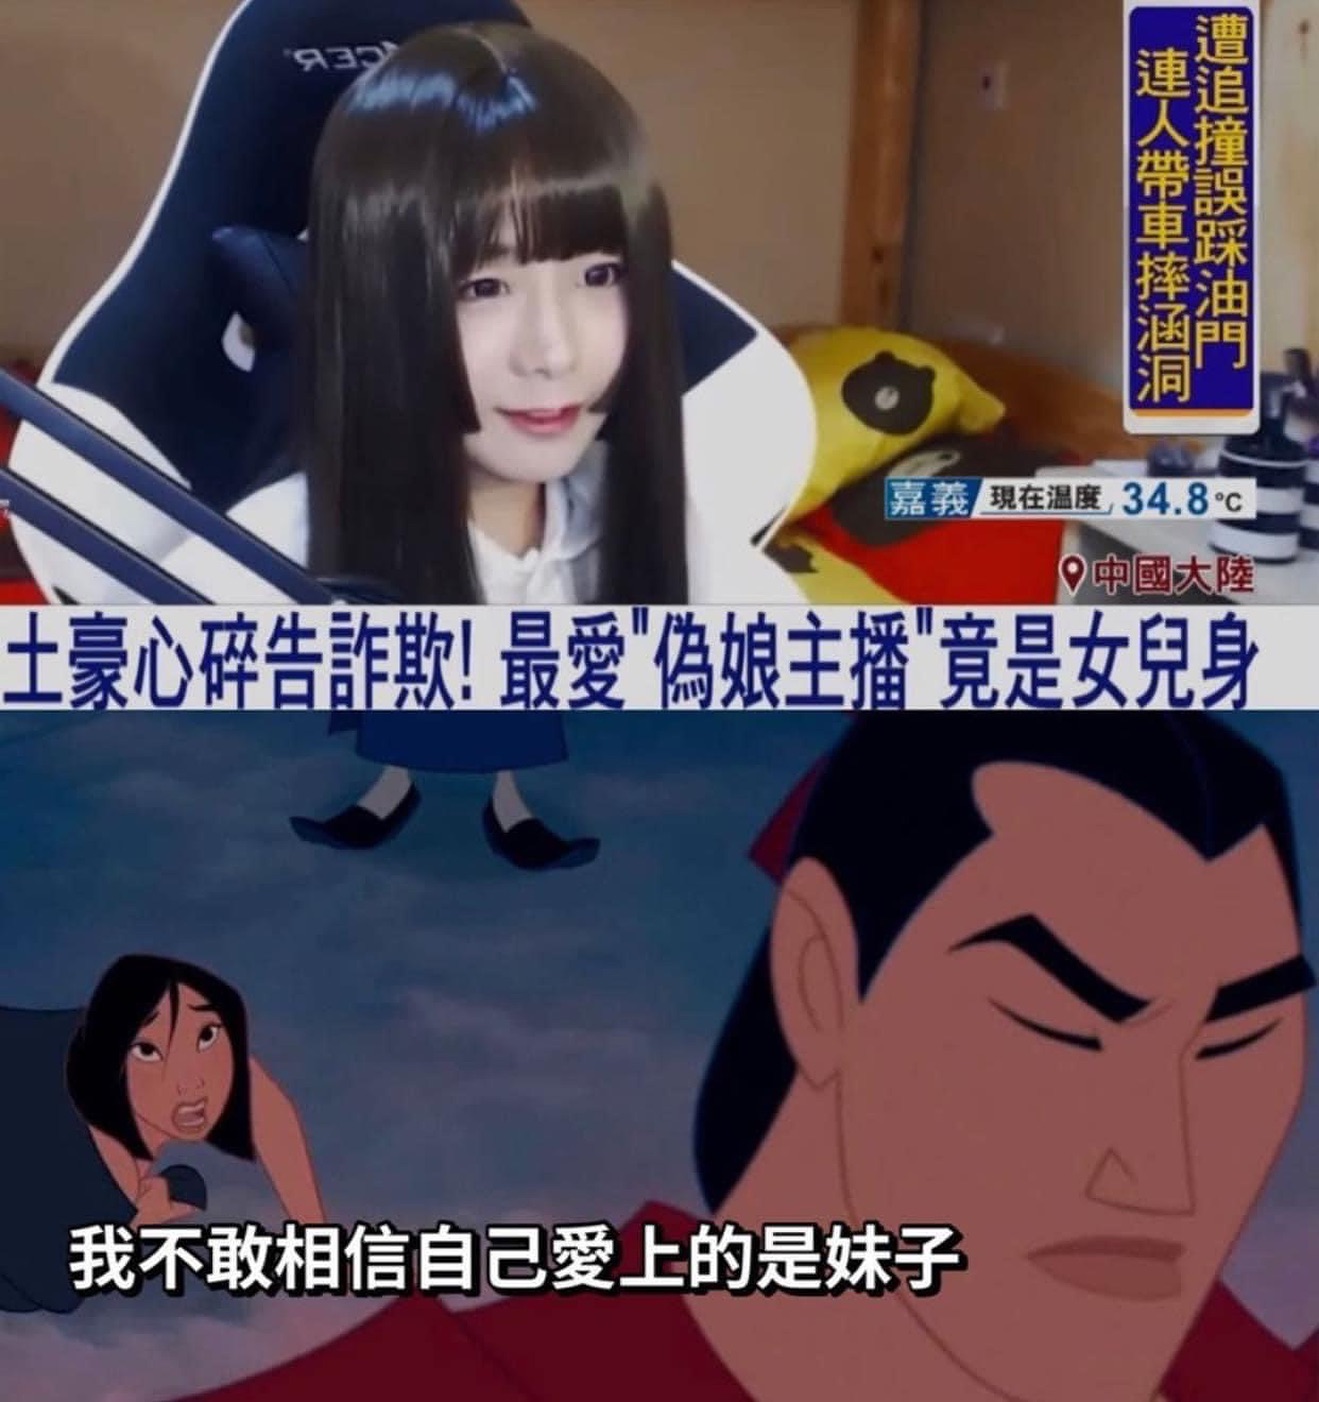 遭追撞誤踩油門
連人帶車摔涵洞
嘉義 現在溫度 34.8°C
中國大陸
土豪心碎告詐欺! 最愛"偽娘主播"竟是女兒身
我不敢相信自己愛上的是妹子